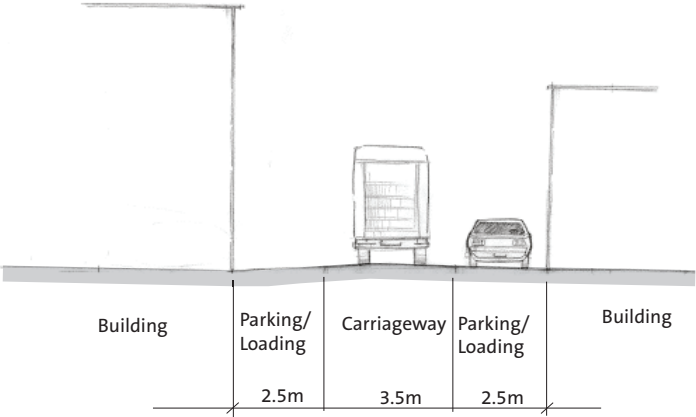 Building
Parking/
Loading
Carriageway
Parking/
Loading
Building
2.5m
3.5m
2.5m